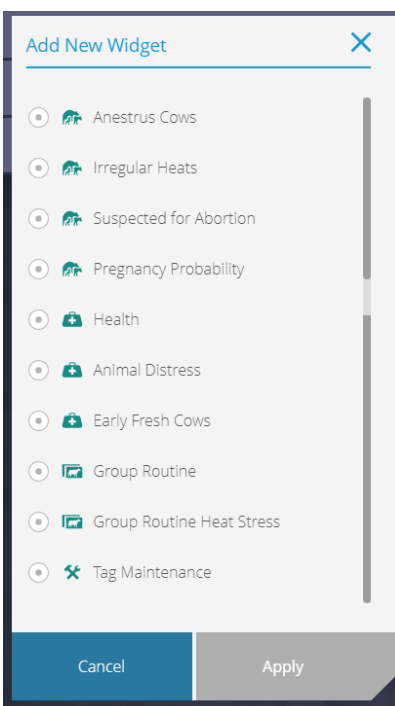 Add New Widget
Anestrus Cows
Irregular Heats
Suspected for Abortion
Pregnancy Probability
Health
Animal Distress
Early Fresh Cows
Group Routine
Group Routine Heat Stress
Tag Maintenance
Cancel
Apply